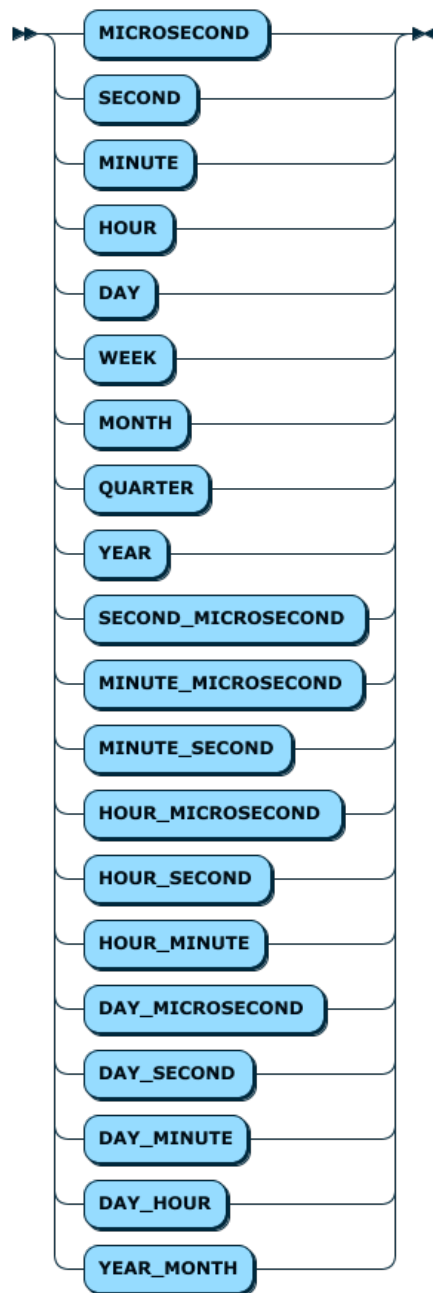 MICROSECOND
SECOND
MINUTE
HOUR
DAY
WEEK
MONTH
QUARTER
YEAR
SECOND_MICROSECOND
MINUTE_MICROSECOND
MINUTE_SECOND
HOUR_MICROSECOND
HOUR_SECOND
HOUR_MINUTE
DAY_MICROSECOND
DAY_SECOND
DAY_MINUTE
DAY_HOUR
YEAR_MONTH